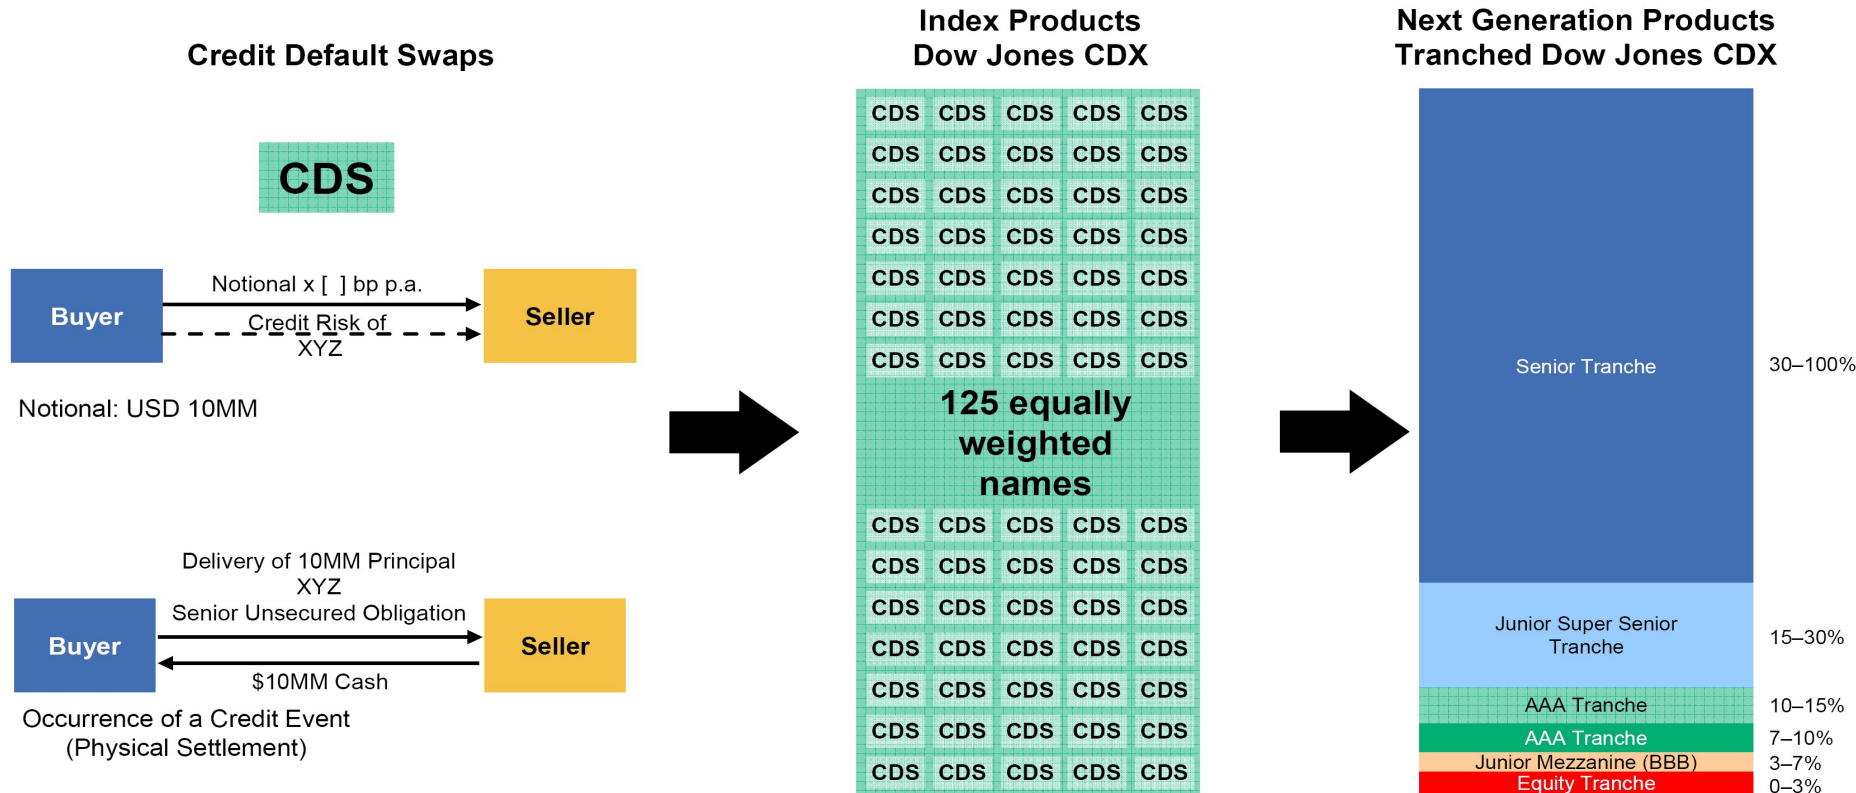 Credit Default Swaps
CDS
Buyer
Notional x [ ] bp p.a.
Credit Risk of
XYZ
Seller
Notional: USD 10MM
Delivery of 10MM Principal
XYZ
Senior Unsecured Obligation
Buyer
$10MM Cash
Seller
Occurrence of a Credit Event
(Physical Settlement)
Index Products
Dow Jones CDX
CDS CDS CDS CDS CDS
CDS CDS CDS CDS CDS
CDS CDS CDS CDS CDS
CDS CDS CDS CDS CDS
CDS CDS CDS CDS CDS
CDS CDS CDS CDS CDS
CDS CDS CDS CDS CDS
125 equally
weighted
names
CDS CDS CDS CDS CDS
CDS CDS CDS CDS CDS
CDS CDS CDS CDS CDS
CDS CDS CDS CDS CDS
CDS CDS CDS CDS CDS
CDS CDS CDS CDS CDS
CDS CDS CDS CDS CDS
Next Generation Products
Tranched Dow Jones CDX
Senior Tranche 30–100%
Junior Super Senior
Tranche 15–30%
AAA Tranche 10–15%
AAA Tranche 7–10%
Junior Mezzanine (BBB) 3–7%
Equity Tranche 0–3%